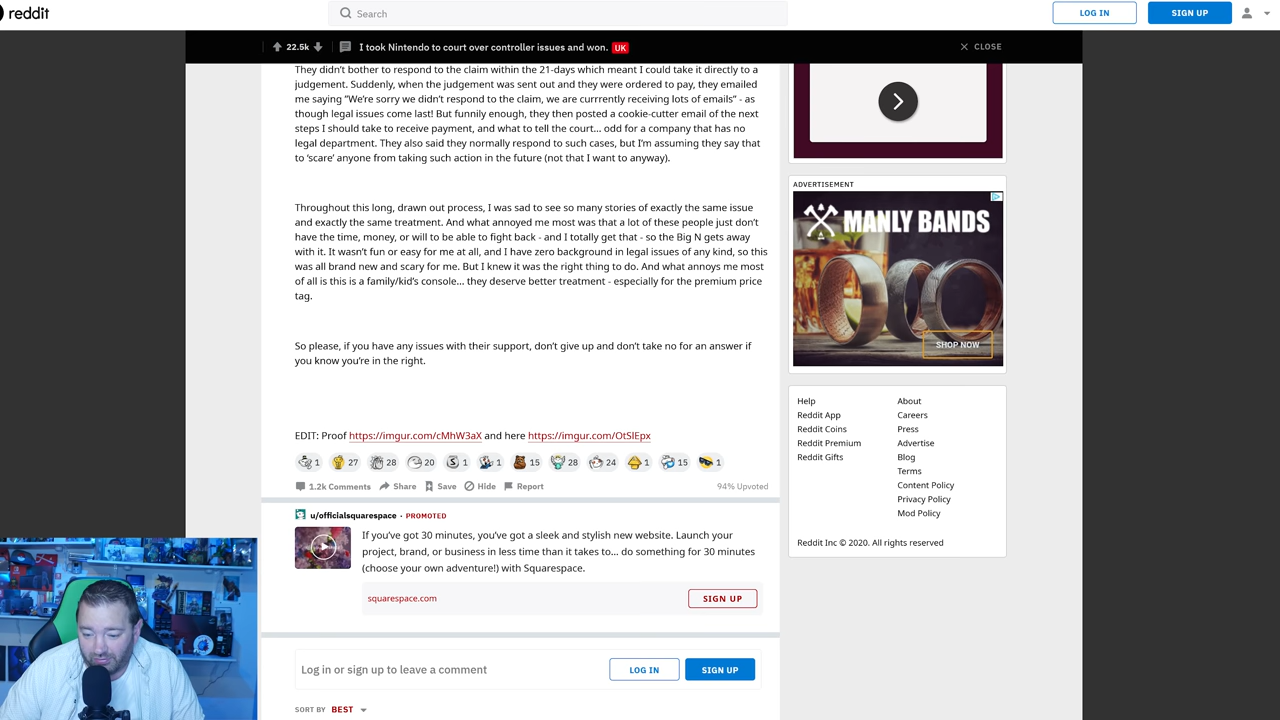 reddit
Search
LOG IN
SIGN UP
22.5k
I took Nintendo to court over controller issues and won. UK
CLOSE
They didn’t bother to respond to the claim within the 21-days which meant I could take it directly to a
judgement. Suddenly, when the judgement was sent out and they were ordered to pay, they emailed
me saying “We’re sorry we didn’t respond to the claim, we are currrently receiving lots of emails” - as
though legal issues come last! But funnily enough, they then posted a cookie-cutter email of the next
steps I should take to receive payment, and what to tell the court... odd for a company that has no
legal department. They also said they normally respond to such cases, but I’m assuming they say that
to ‘scare’ anyone from taking such action in the future (not that I want to anyway).
Throughout this long, drawn out process, I was sad to see so many stories of exactly the same issue
and exactly the same treatment. And what annoyed me most was that a lot of these people just don’t
have the time, money, or will to be able to fight back - and I totally get that - so the Big N gets away
with it. It wasn’t fun or easy for me at all, and I have zero background in legal issues of any kind, so this
was all brand new and scary for me. But I knew it was the right thing to do. And what annoys me most
of all is this is a family/kid’s console... they deserve better treatment - especially for the premium price
tag.
So please, if you have any issues with their support, don’t give up and don’t take no for an answer if
you know you’re in the right.
EDIT: Proof https://imgur.com/cMhW3aX and here https://imgur.com/OtSlEpx
1 27 28 20 1 1 15 28 24 1 15 1
1.2k Comments Share Save Hide Report 94% Upvoted
u/officialsquarespace · PROMOTED
If you’ve got 30 minutes, you’ve got a sleek and stylish new website. Launch your
project, brand, or business in less time than it takes to... do something for 30 minutes
(choose your own adventure!) with Squarespace.
squarespace.com
SIGN UP
Log in or sign up to leave a comment
LOG IN
SIGN UP
SORT BY BEST
ADVERTISEMENT
MANLY BANDS
SHOP NOW
Help
Reddit App
Reddit Coins
Reddit Premium
Reddit Gifts
About
Careers
Press
Advertise
Blog
Terms
Content Policy
Privacy Policy
Mod Policy
Reddit Inc © 2020. All rights reserved